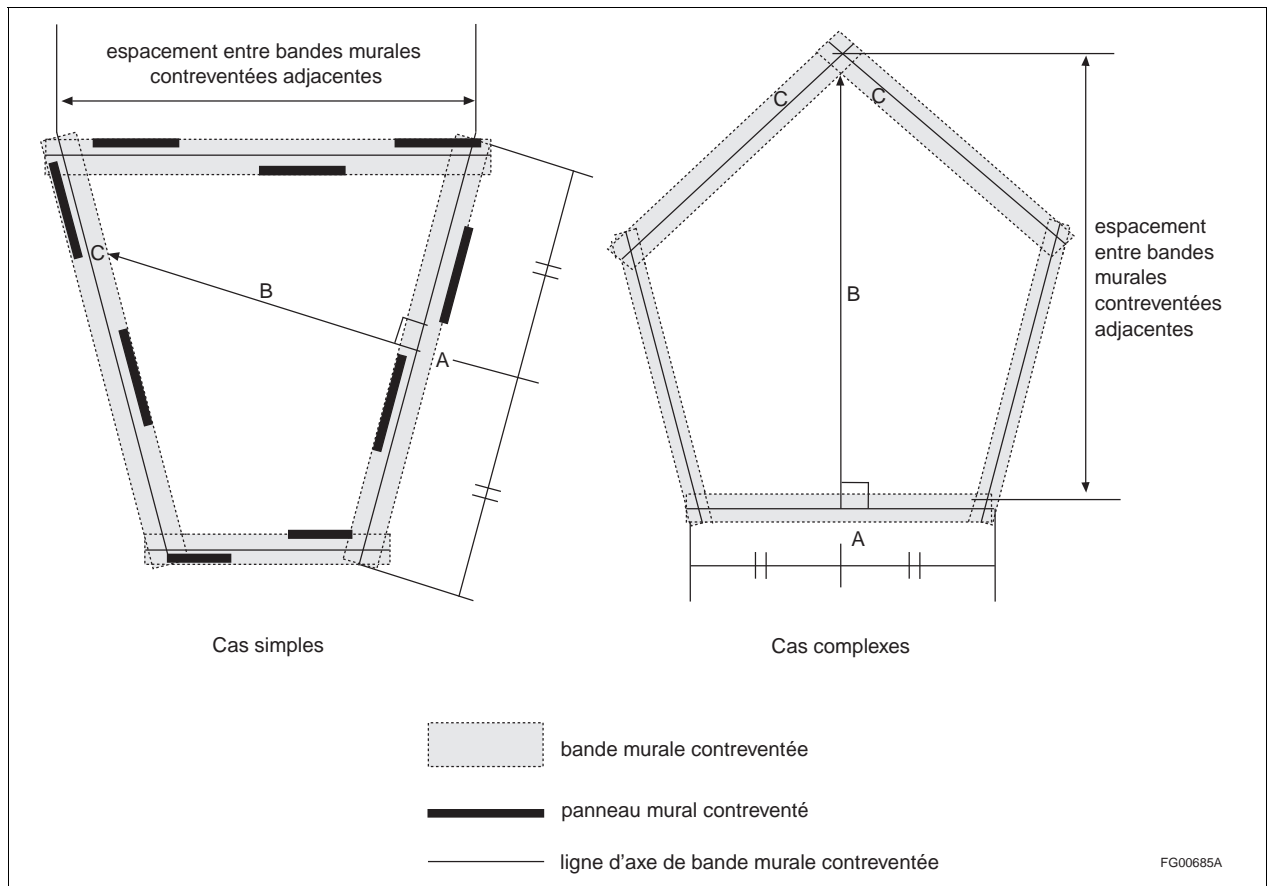 espacement entre bandes murales
contreventées adjacentes
C
B
A
Cas simples
C
C
B
A
espacement
entre bandes
murales
contreventées
adjacentes
Cas complexes
bande murale contreventée
panneau mural contreventé
ligne d'axe de bande murale contreventée
FG00685A